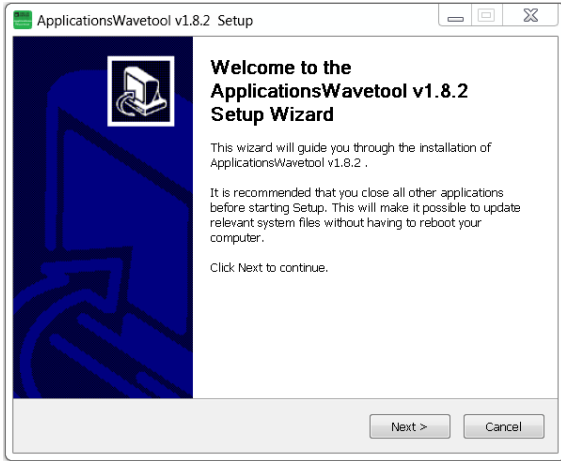 ApplicationsWavetool v1.8.2 Setup
Welcome to the
ApplicationsWavetool v1.8.2
Setup Wizard
This wizard will guide you through the installation of
ApplicationsWavetool v1.8.2 .
It is recommended that you close all other applications
before starting Setup. This will make it possible to update
relevant system files without having to reboot your
computer.
Click Next to continue.
Next >
Cancel